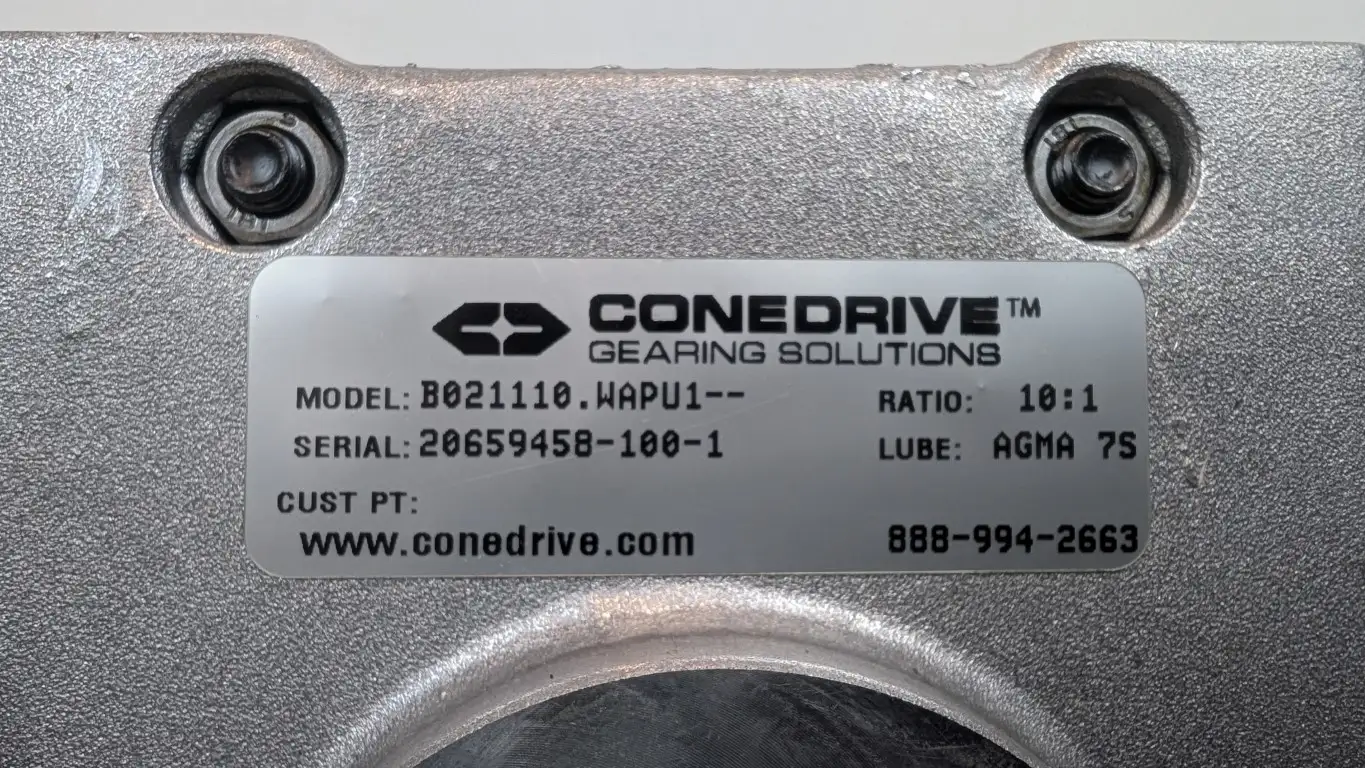 CONEDRIVE™
GEARING SOLUTIONS
MODEL: B021110.WAPU1-- RATIO: 10:1
SERIAL: 20659458-100-1 LUBE: AGMA 7S
CUST PT:
www.conedrive.com 888-994-2663